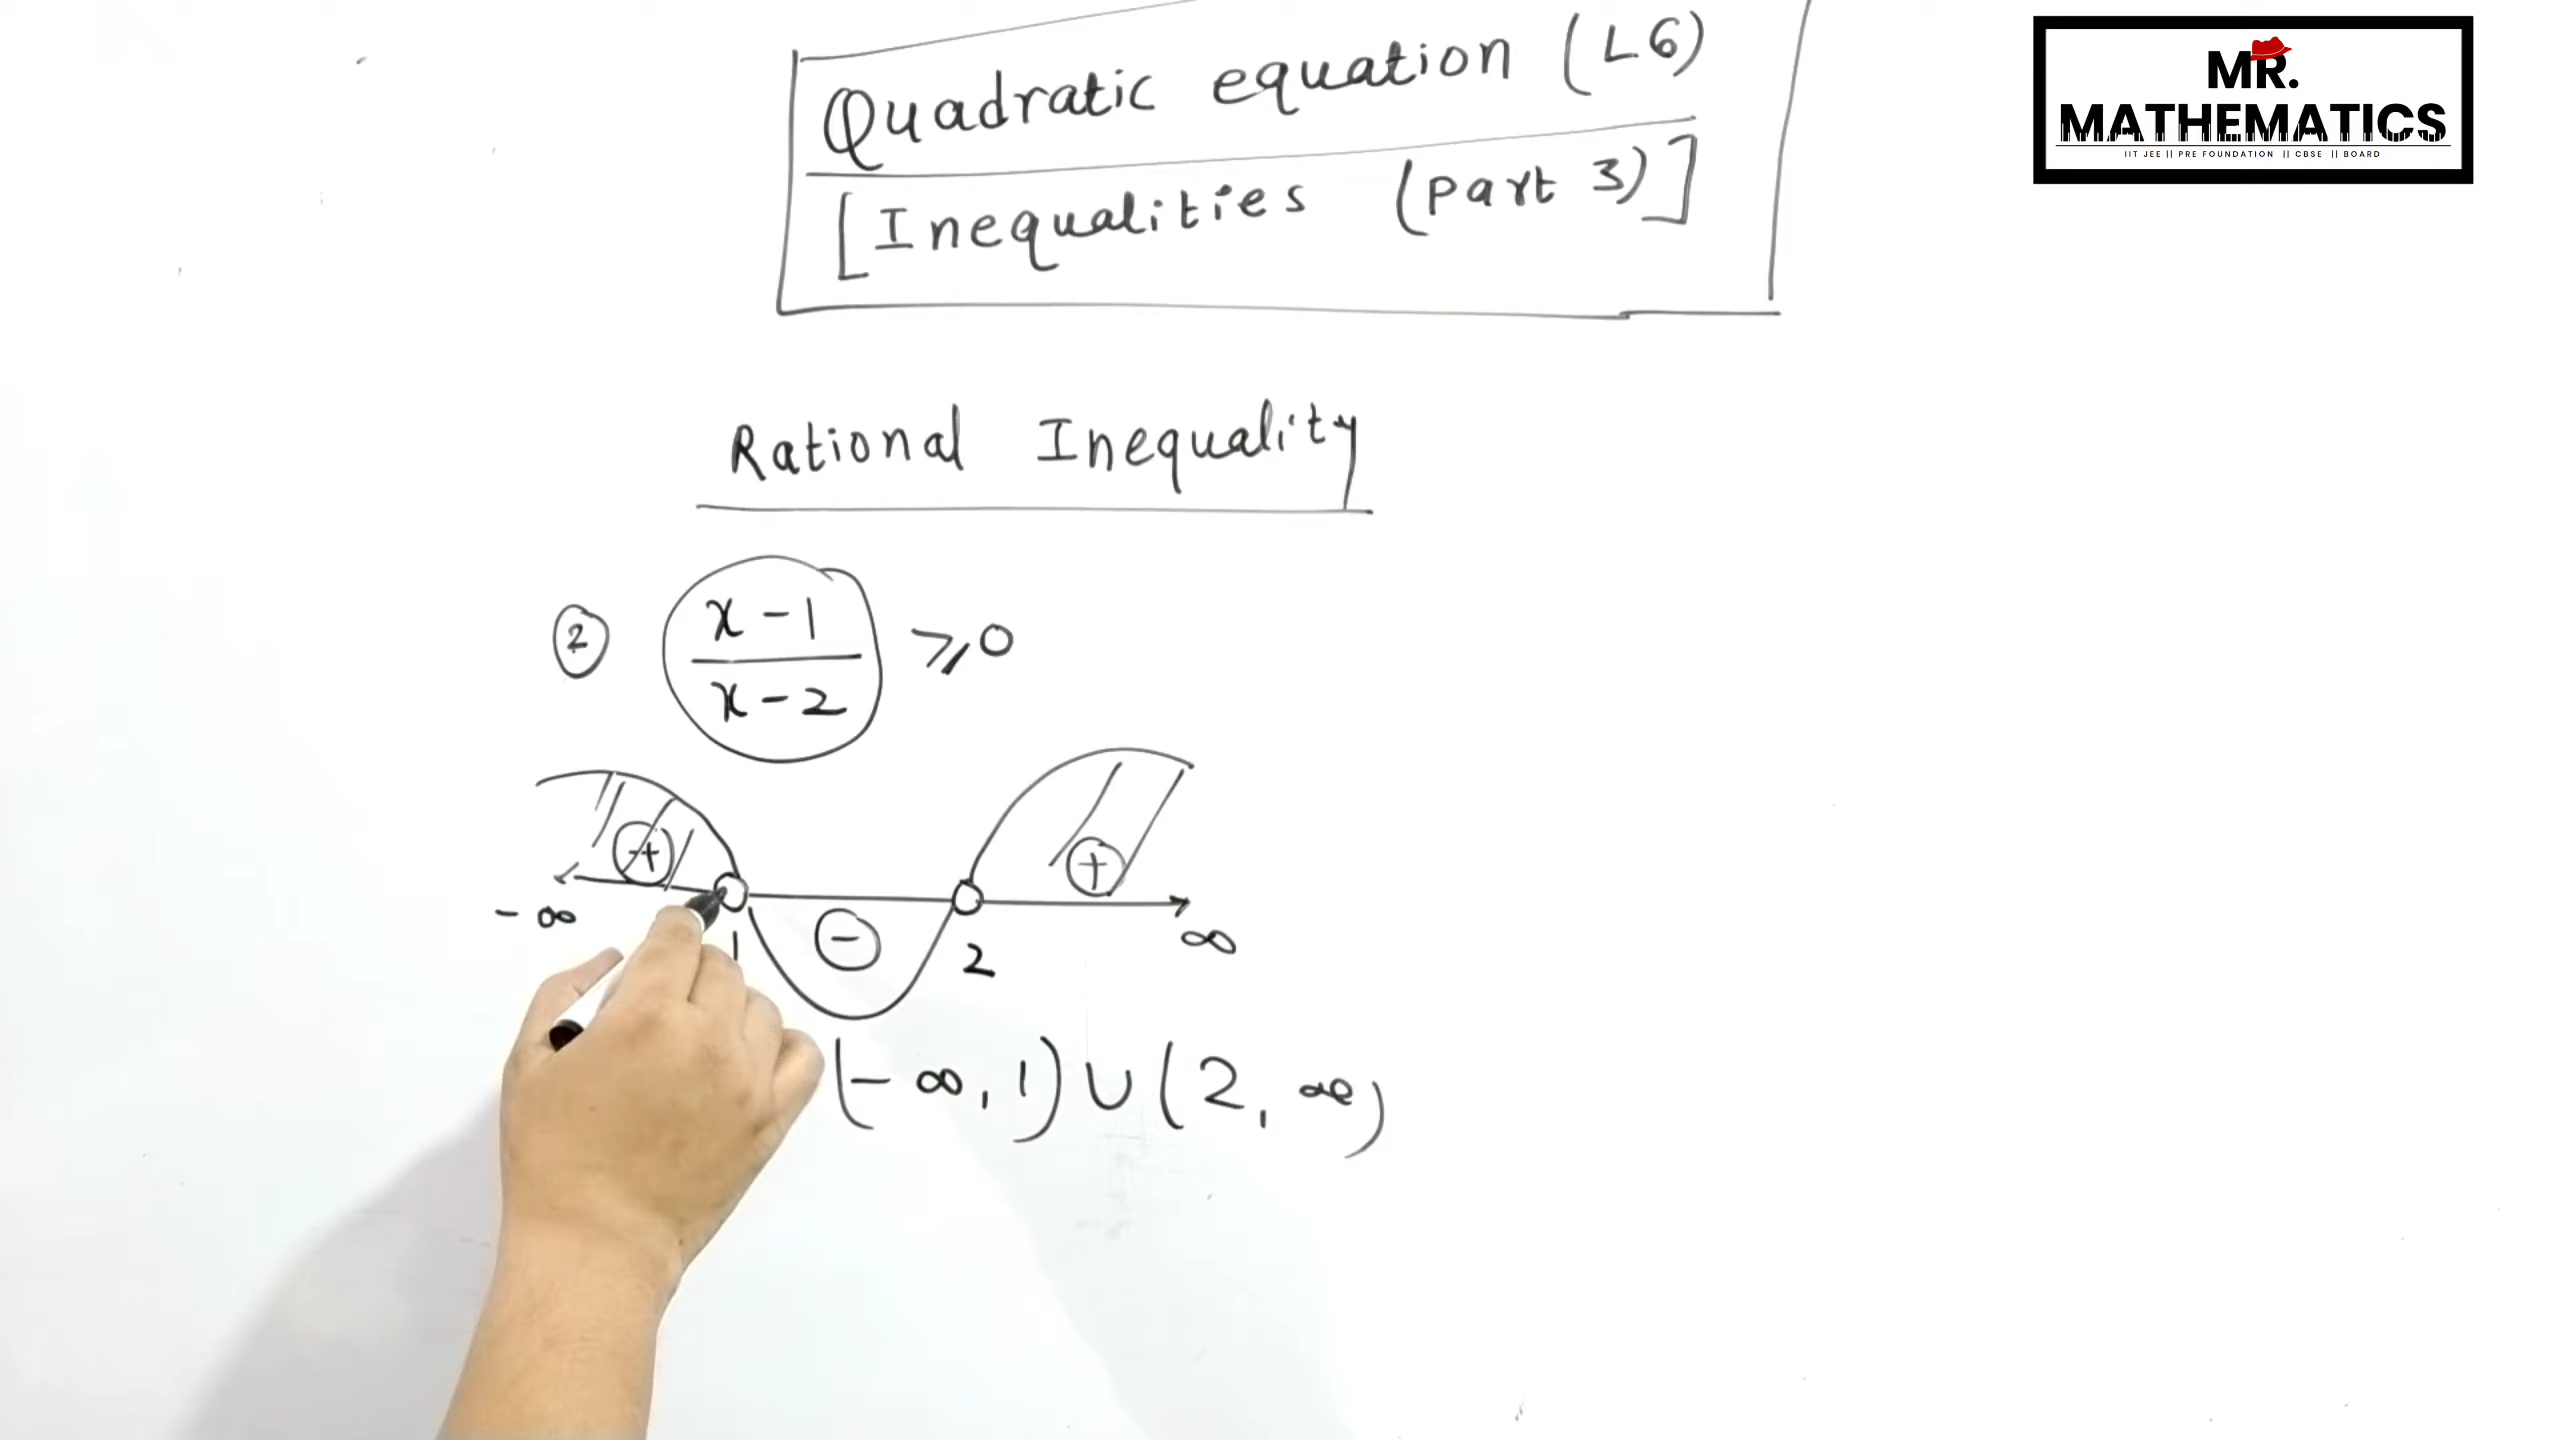 MR.
MATHEMATICS
IIT JEE || PRE FOUNDATION || CBSE || BOARD
Quadratic equation (L6)
[Inequalities (part 3)]
Rational Inequality
② x-1 ⩾0
x-2
+ +
-∞ 1 - 2 ∞
(-∞, 1) ∪ (2, ∞)